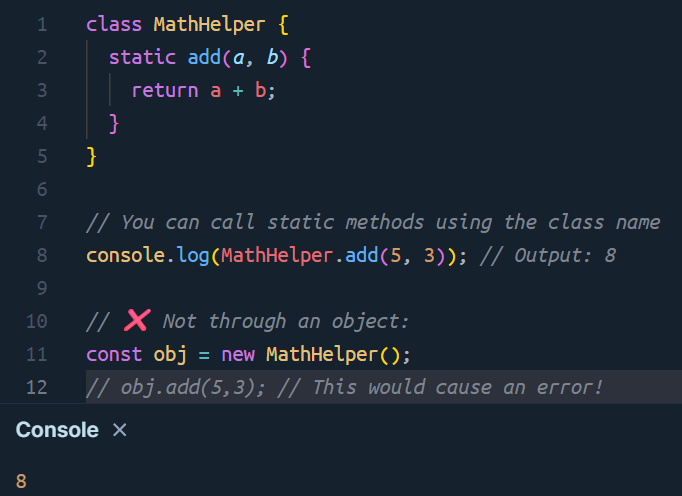 1 class MathHelper {
2 static add(a, b) {
3 return a + b;
4 }
5 }
6
7 // You can call static methods using the class name
8 console.log(MathHelper.add(5, 3)); // Output: 8
9
10 // ❌ Not through an object:
11 const obj = new MathHelper();
12 // obj.add(5,3); // This would cause an error!
Console ×
8